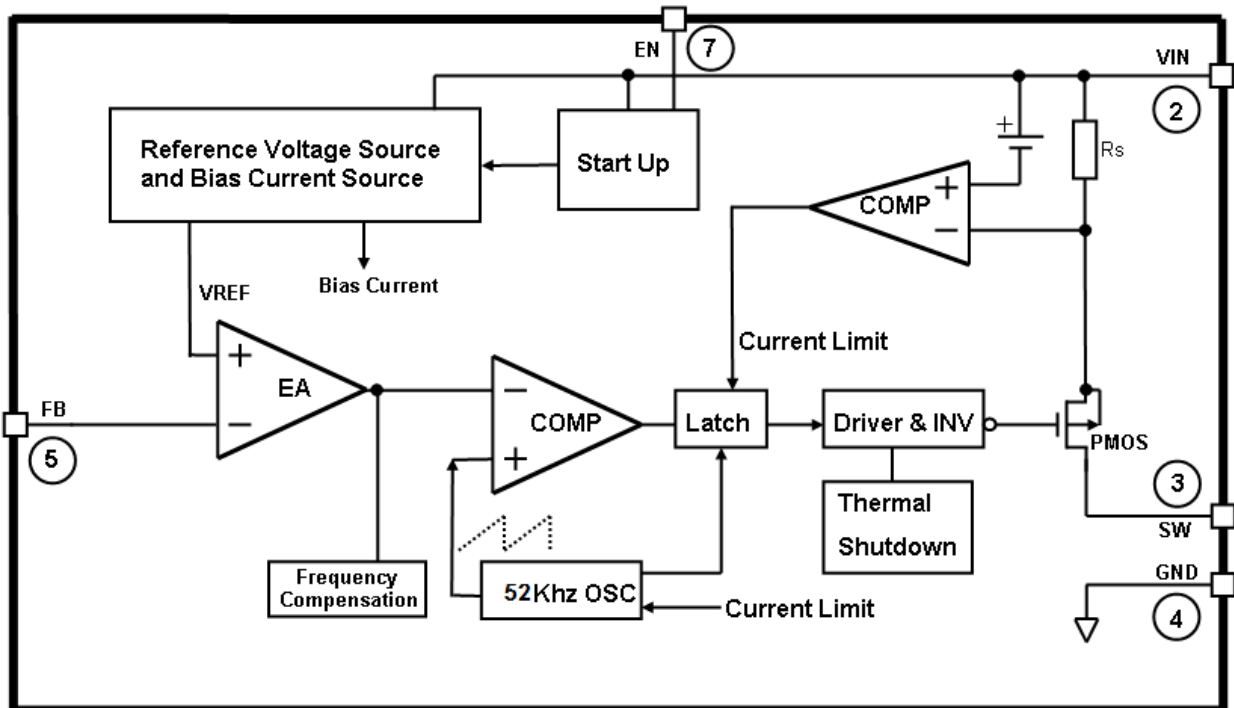 EN
7
VIN
2
Reference Voltage Source
and Bias Current Source
Start Up
+
Rs
+
COMP
−
Bias Current
VREF
Current Limit
+
EA
−
FB
5
−
COMP
+
Latch
Driver & INV
PMOS
3
SW
Thermal
Shutdown
Frequency
Compensation
52Khz OSC
Current Limit
GND
4